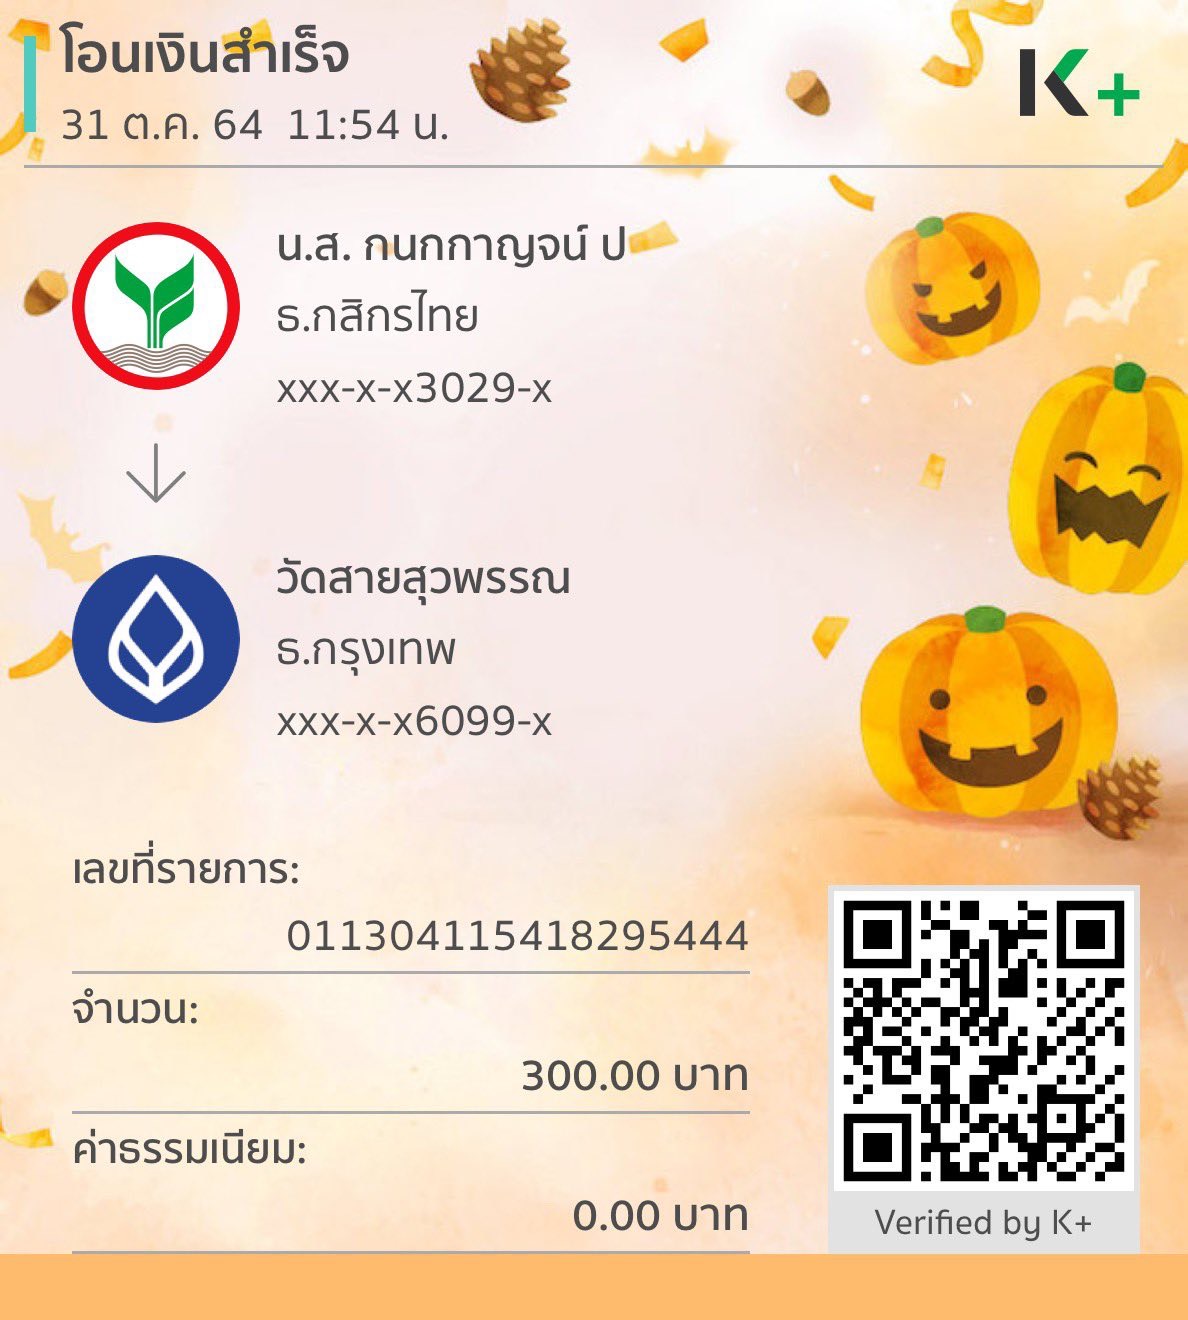 โอนเงินสำเร็จ
31 ต.ค. 64 11:54 น.
K+
น.ส. กนกกาญจน์ ป
ธ.กสิกรไทย
xxx-x-x3029-x
วัดสายสุวพรรณ
ธ.กรุงเทพ
xxx-x-x6099-x
เลขที่รายการ:
011304115418295444
จำนวน:
300.00 บาท
ค่าธรรมเนียม:
0.00 บาท
Verified by K+